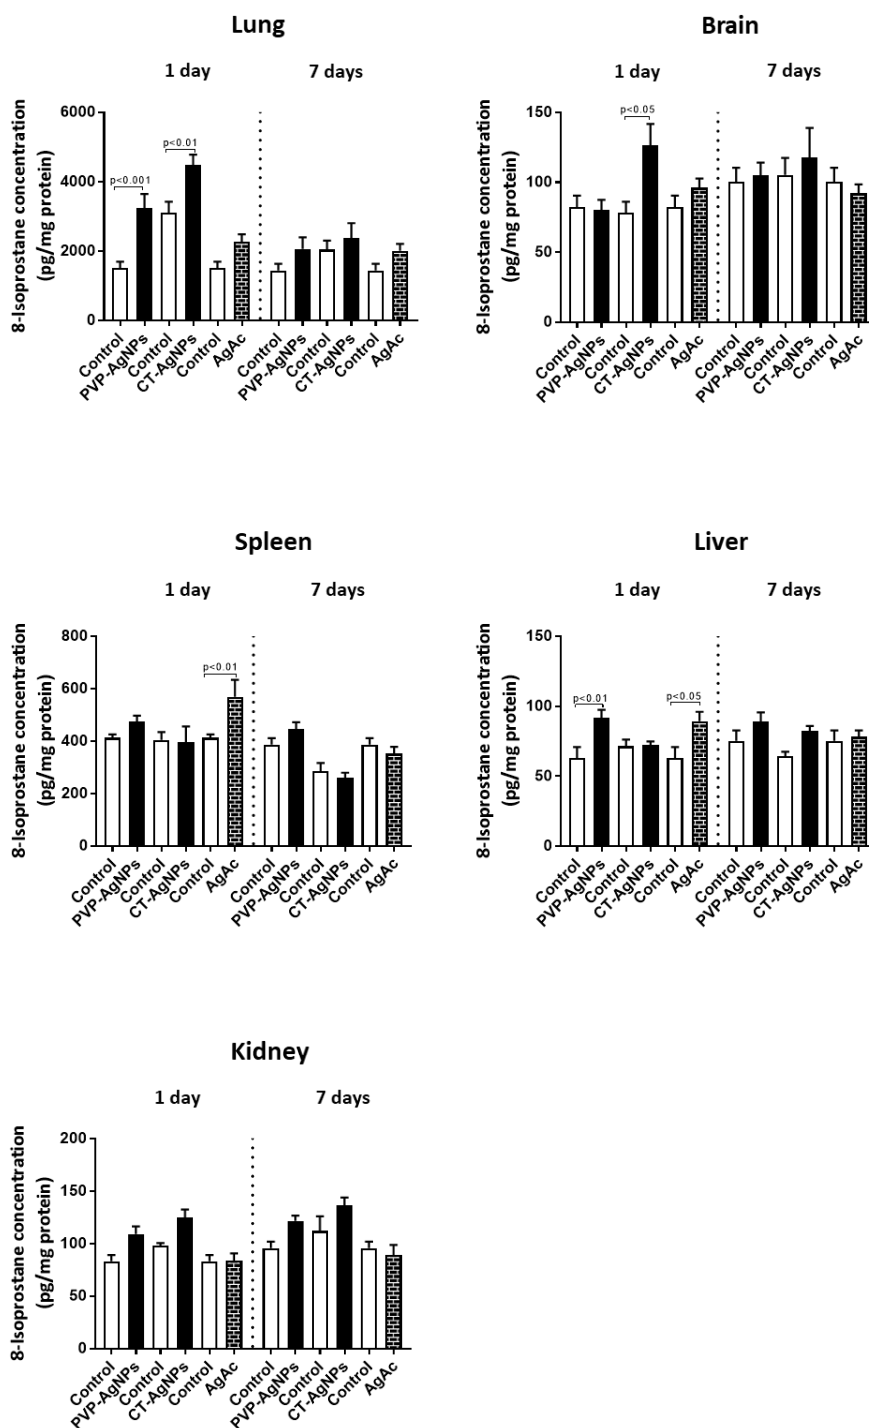 Lung
1 day
7 days
8-Isoprostane concentration
(pg/mg protein)
6000
4000
2000
0
p<0.001
p<0.01
Control
PVP-AgNPs
Control
CT-AgNPs
Control
AgAc
Control
PVP-AgNPs
Control
CT-AgNPs
Control
AgAc
Brain
1 day
7 days
8-Isoprostane concentration
(pg/mg protein)
150
100
50
0
p<0.05
Control
PVP-AgNPs
Control
CT-AgNPs
Control
AgAc
Control
PVP-AgNPs
Control
CT-AgNPs
Control
AgAc
Spleen
1 day
7 days
8-Isoprostane concentration
(pg/mg protein)
800
600
400
200
0
p<0.01
Control
PVP-AgNPs
Control
CT-AgNPs
Control
AgAc
Control
PVP-AgNPs
Control
CT-AgNPs
Control
AgAc
Liver
1 day
7 days
8-Isoprostane concentration
(pg/mg protein)
150
100
50
0
p<0.01
p<0.05
Control
PVP-AgNPs
Control
CT-AgNPs
Control
AgAc
Control
PVP-AgNPs
Control
CT-AgNPs
Control
AgAc
Kidney
1 day
7 days
8-Isoprostane concentration
(pg/mg protein)
200
150
100
50
0
Control
PVP-AgNPs
Control
CT-AgNPs
Control
AgAc
Control
PVP-AgNPs
Control
CT-AgNPs
Control
AgAc